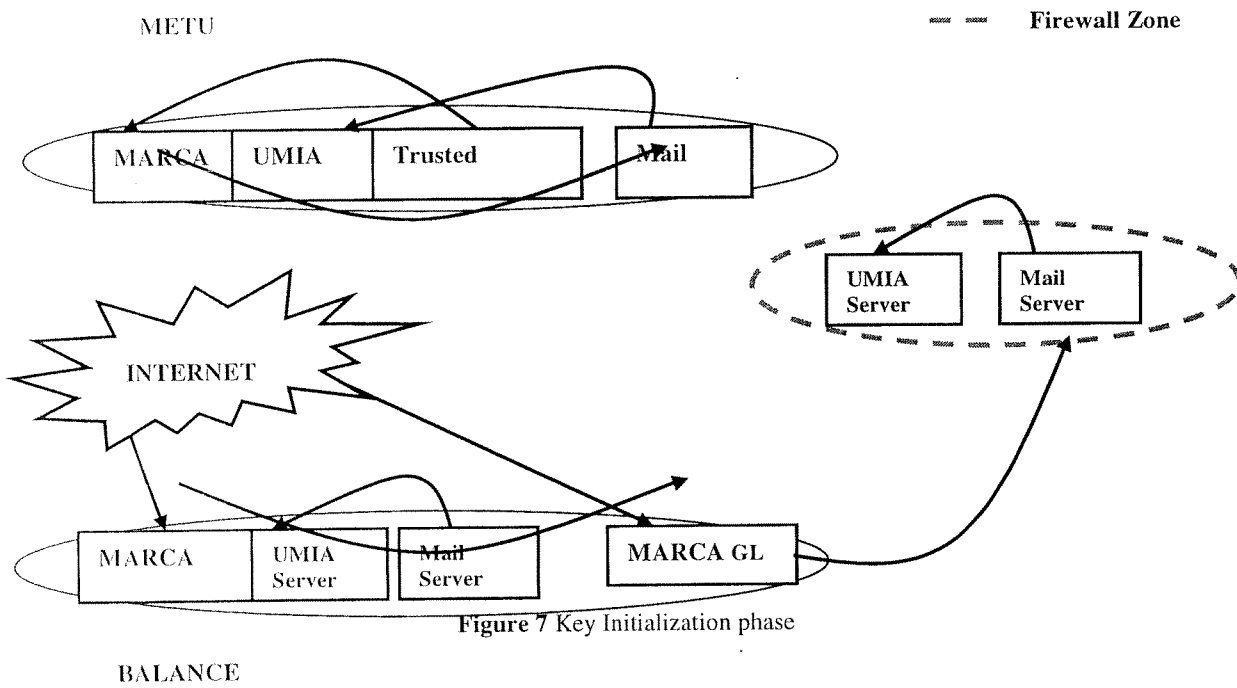 METU
Firewall Zone
MARCA
UMIA
Trusted
Mail
UMIA
Server
Mail
Server
INTERNET
MARCA
UMIA
Server
Mail
Server
MARCA GL
Figure 7 Key Initialization phase
BALANCE